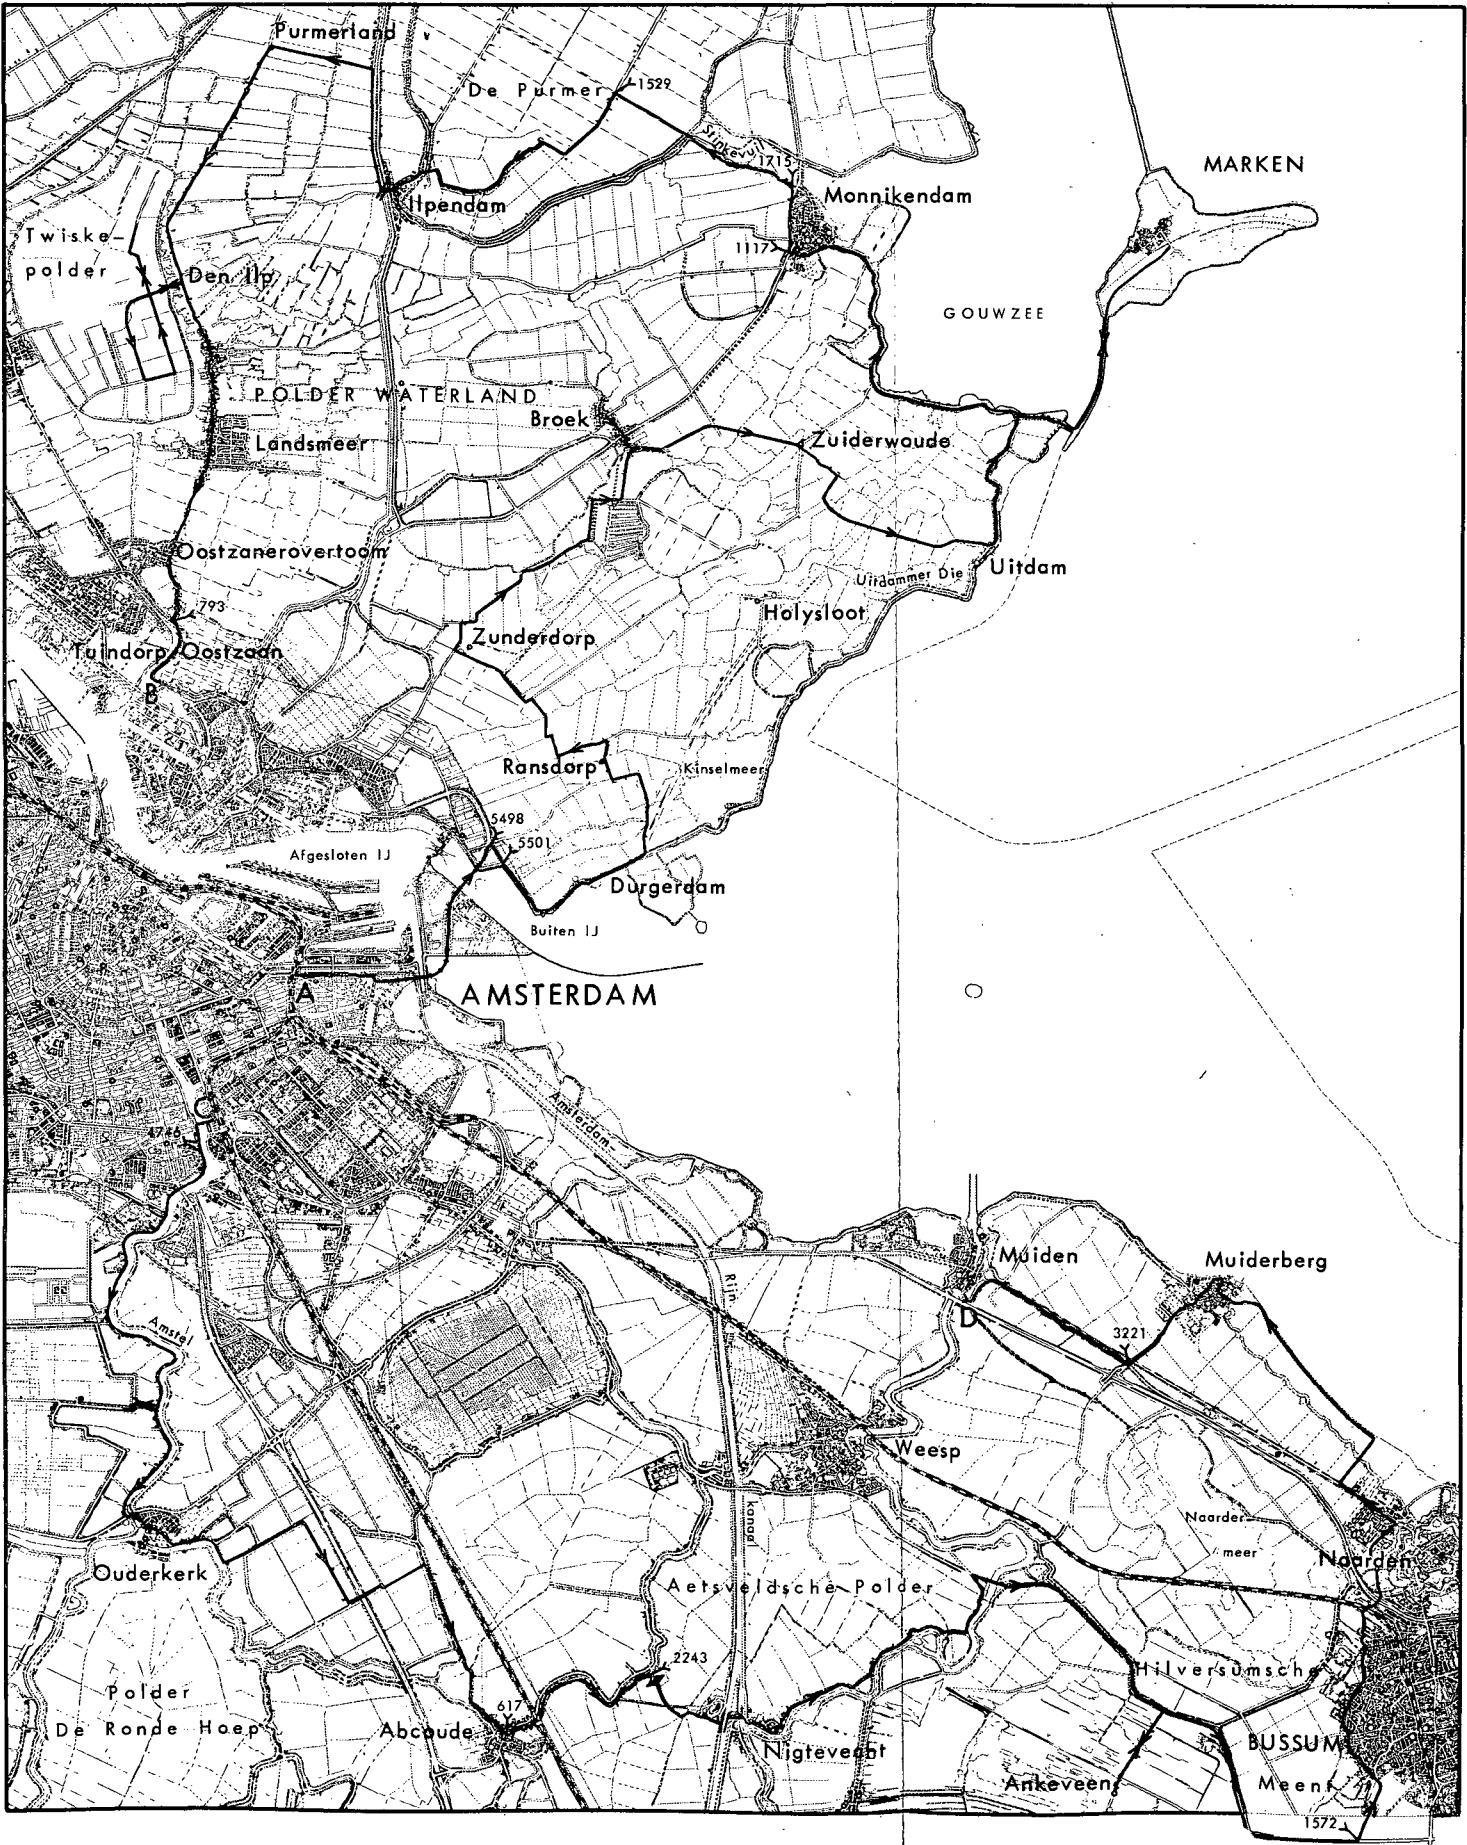 Purmerland
De Purmer
1529
Stinkevuil
1715
MARKEN
Monnikendam
Ilpendam
Twiske-
polder
1117
Den Ilp
GOUWZEE
POLDER WATERLAND
Broek
Landsmeer
Zuiderwoude
Oostzanerovertoom
Uitdam
Uitdammer Die
793
Holysloot
Zunderdorp
Tuindorp Oostzaan
B
Ransdorp
Kinselmeer
5498
5501
Afgesloten IJ
Durgerdam
Buiten IJ
A
AMSTERDAM
C
Amsterdam
4746
Muiden
Muiderberg
Rijn
D
3221
Amstel
Weesp
kanaal
Naarder
meer
Naarden
Ouderkerk
Aetsveldsche Polder
2243
Hilversumsche
Polder
De Ronde Hoep
617
Abcoude
Nigtevecht
BUSSUM
Ankeveen
Meent
1572